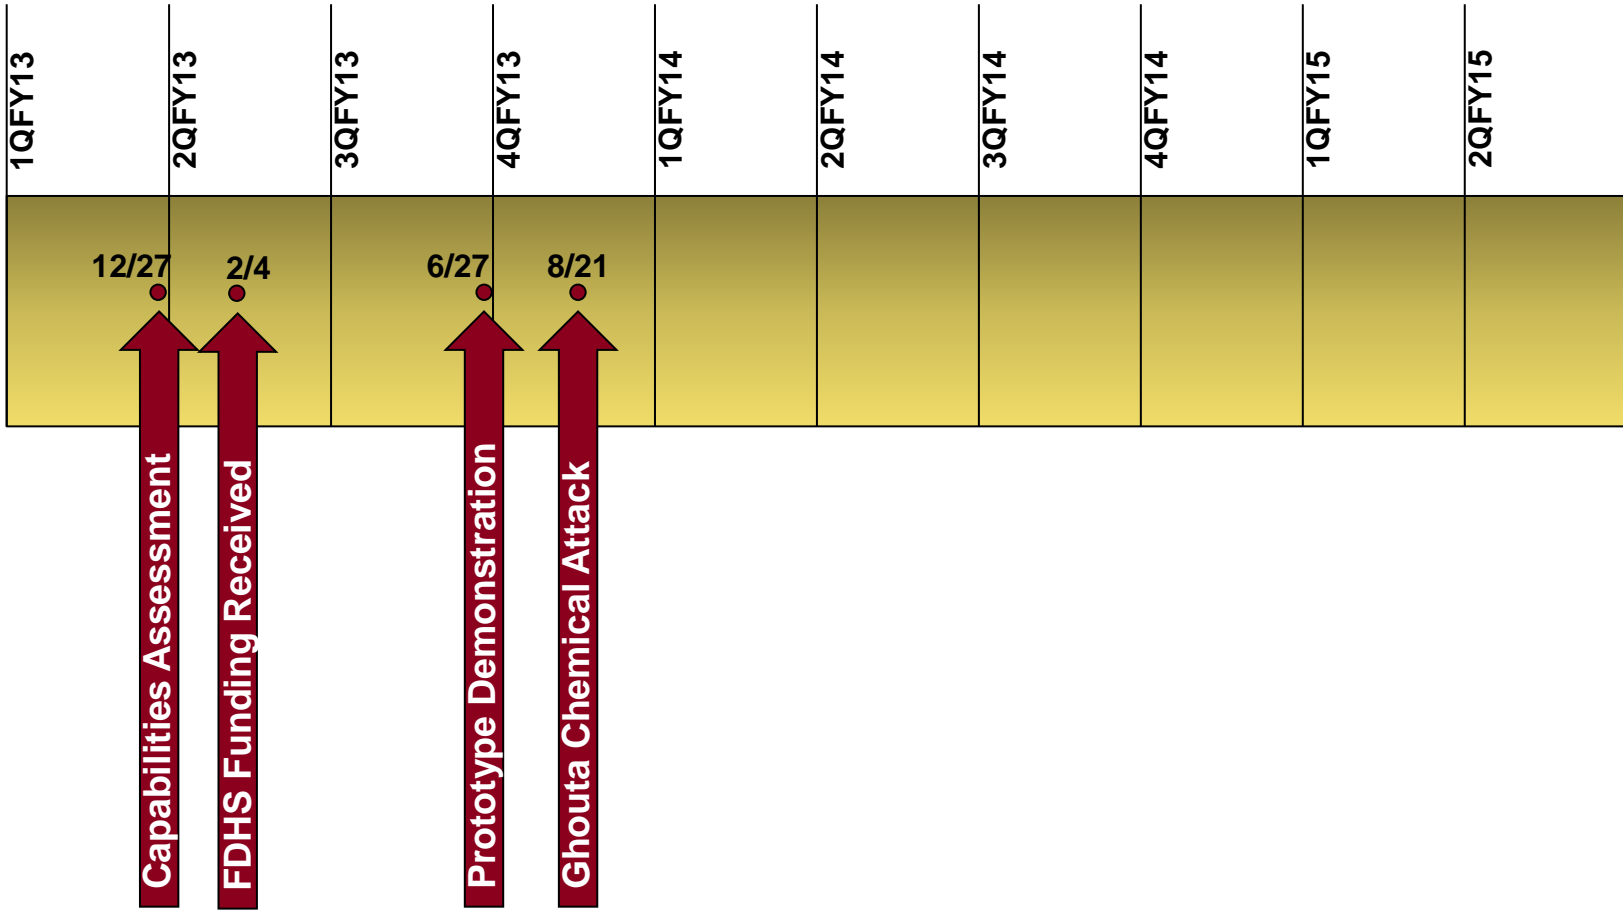 1QFY13
2QFY13
3QFY13
4QFY13
1QFY14
2QFY14
3QFY14
4QFY14
1QFY15
2QFY15
12/27
2/4
6/27
8/21
Capabilities Assessment
FDHS Funding Received
Prototype Demonstration
Ghouta Chemical Attack